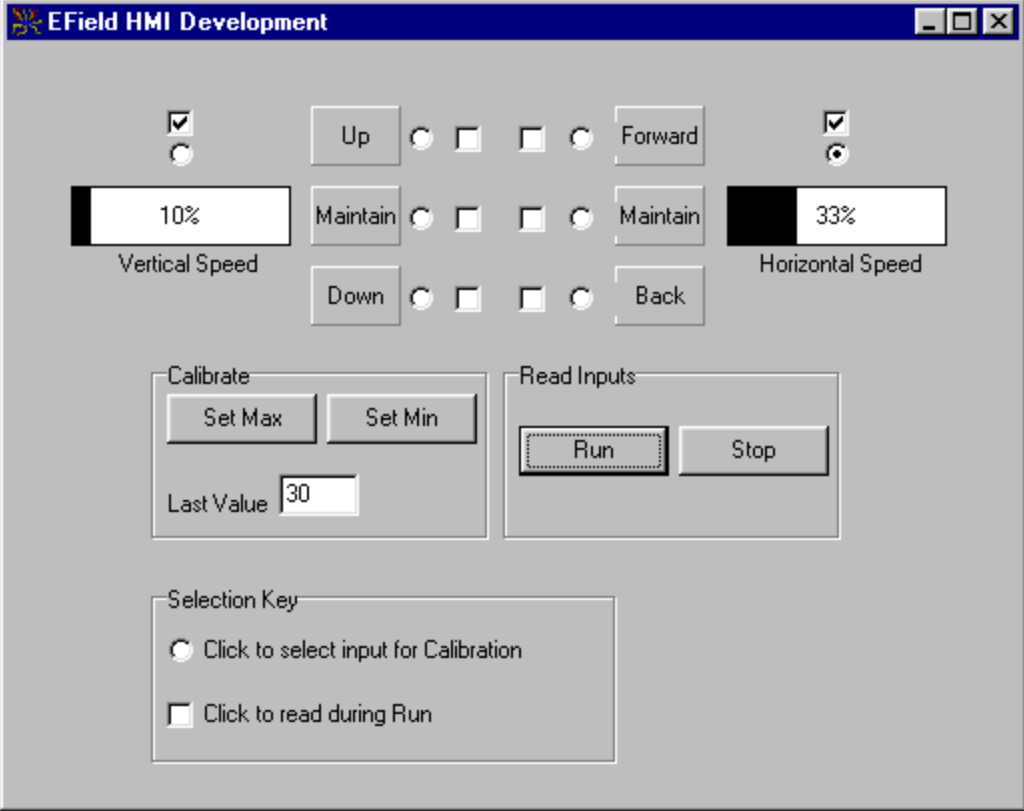 EField HMI Development
Up
Forward
10%
Maintain
Maintain
33%
Vertical Speed
Horizontal Speed
Down
Back
Calibrate
Read Inputs
Set Max
Set Min
Run
Stop
Last Value
30
Selection Key
Click to select input for Calibration
Click to read during Run